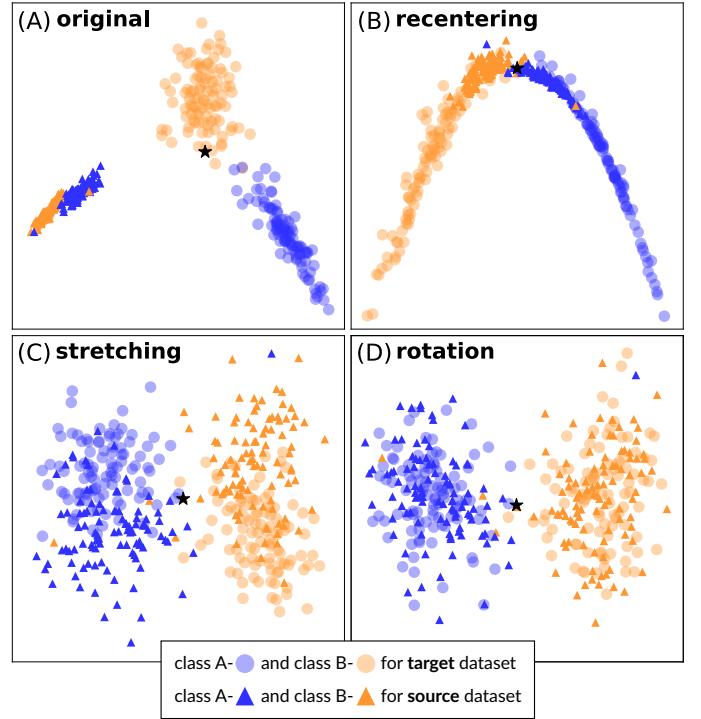 (A) original
(B) recentering
(C) stretching
(D) rotation
class A- and class B- for target dataset
class A- and class B- for source dataset